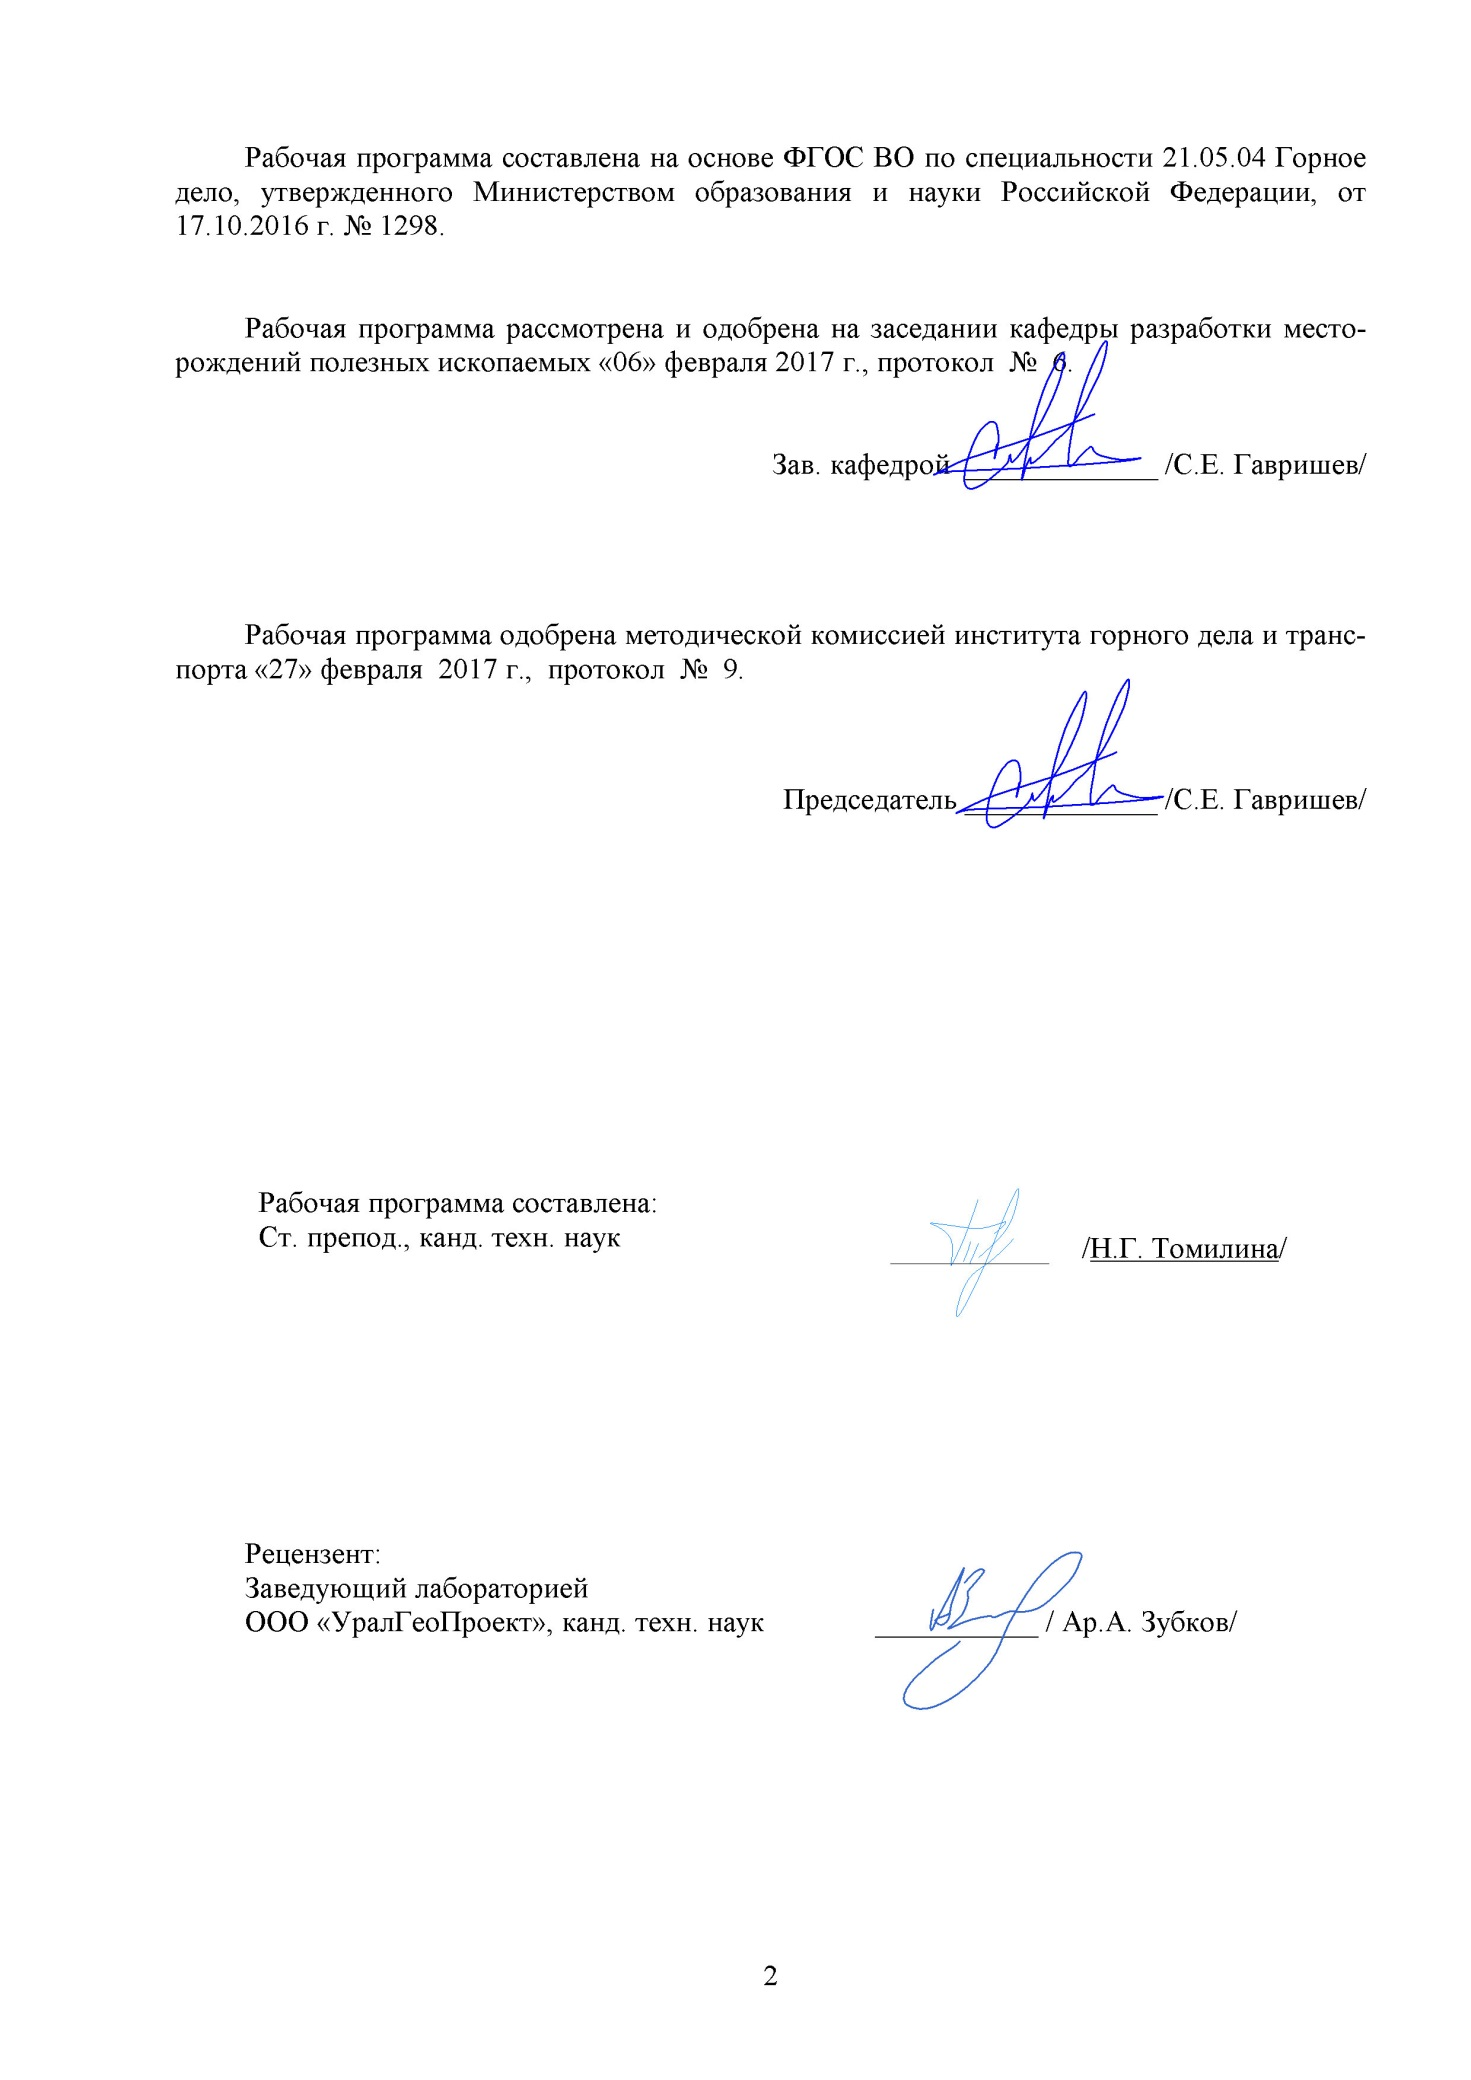 Рабочая программа составлена на основе ФГОС ВО по специальности 21.05.04 Горное
дело, утвержденного Министерством образования и науки Российской Федерации, от
17.10.2016 г. № 1298.
Рабочая программа рассмотрена и одобрена на заседании кафедры разработки место-
рождений полезных ископаемых «06» февраля 2017 г., протокол № 6.
Зав. кафедрой ______________ /С.Е. Гавришев/
Рабочая программа одобрена методической комиссией института горного дела и транс-
порта «27» февраля 2017 г., протокол № 9.
Председатель ______________ /С.Е. Гавришев/
Рабочая программа составлена:
Ст. препод., канд. техн. наук ___________ /Н.Г. Томилина/
Рецензент:
Заведующий лабораторией
ООО «УралГеоПроект», канд. техн. наук ___________ / Ар.А. Зубков/
2